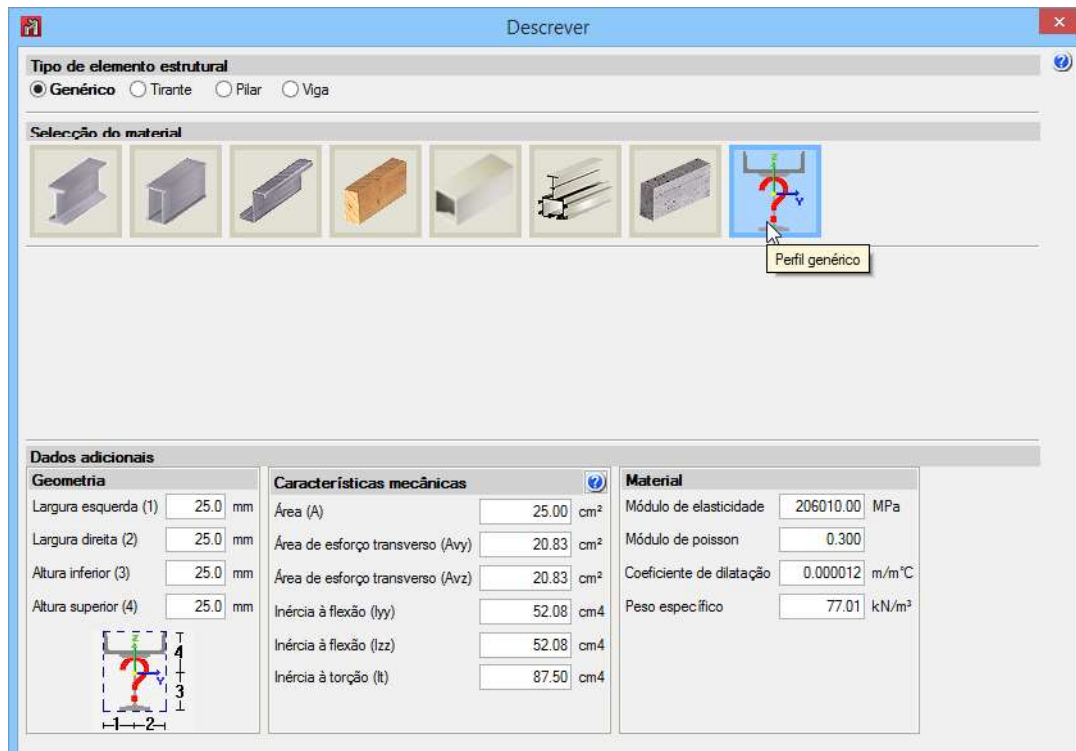 Descrever
Tipo de elemento estrutural
Genérico Tirante Pilar Viga
Selecção do material
Z
Y
Perfil genérico
Dados adicionais
Geometria
Largura esquerda (1) 25.0 mm
Largura direita (2) 25.0 mm
Altura inferior (3) 25.0 mm
Altura superior (4) 25.0 mm
Z
Y
4
3
1 2
Características mecânicas
Área (A) 25.00 cm²
Área de esforço transverso (Avy) 20.83 cm²
Área de esforço transverso (Avz) 20.83 cm²
Inércia à flexão (Iyy) 52.08 cm4
Inércia à flexão (Izz) 52.08 cm4
Inércia à torção (It) 87.50 cm4
Material
Módulo de elasticidade 206010.00 MPa
Módulo de poisson 0.300
Coeficiente de dilatação 0.000012 m/m°C
Peso específico 77.01 kN/m³